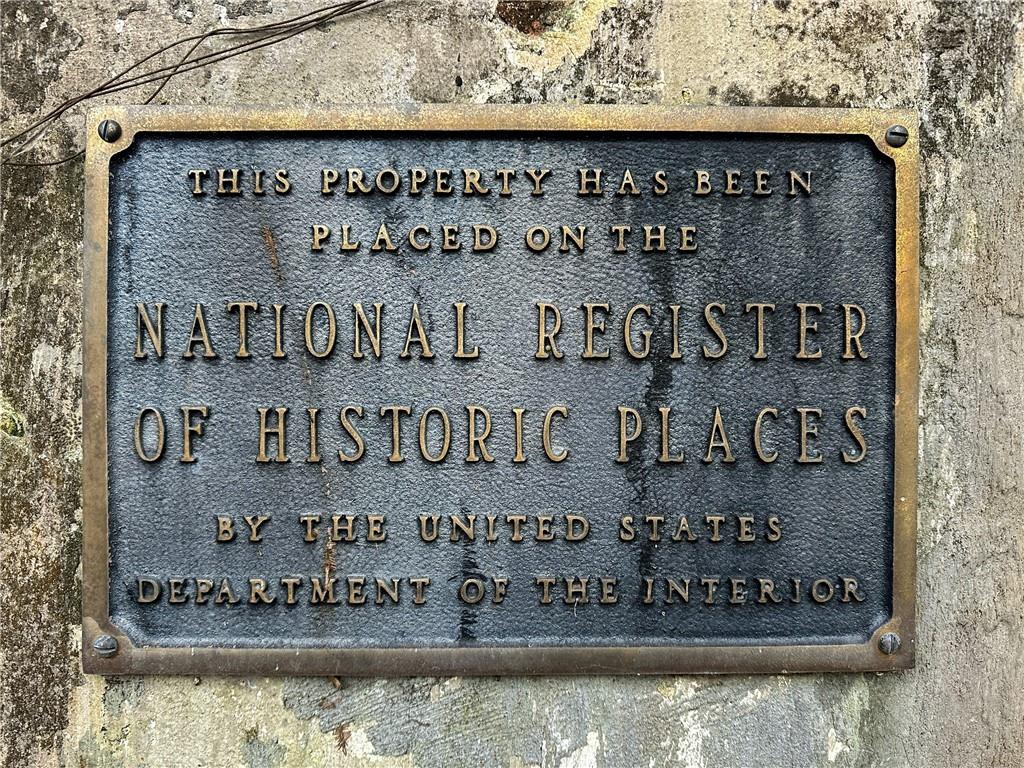 THIS PROPERTY HAS BEEN
PLACED ON THE
NATIONAL REGISTER
OF HISTORIC PLACES
BY THE UNITED STATES
DEPARTMENT OF THE INTERIOR